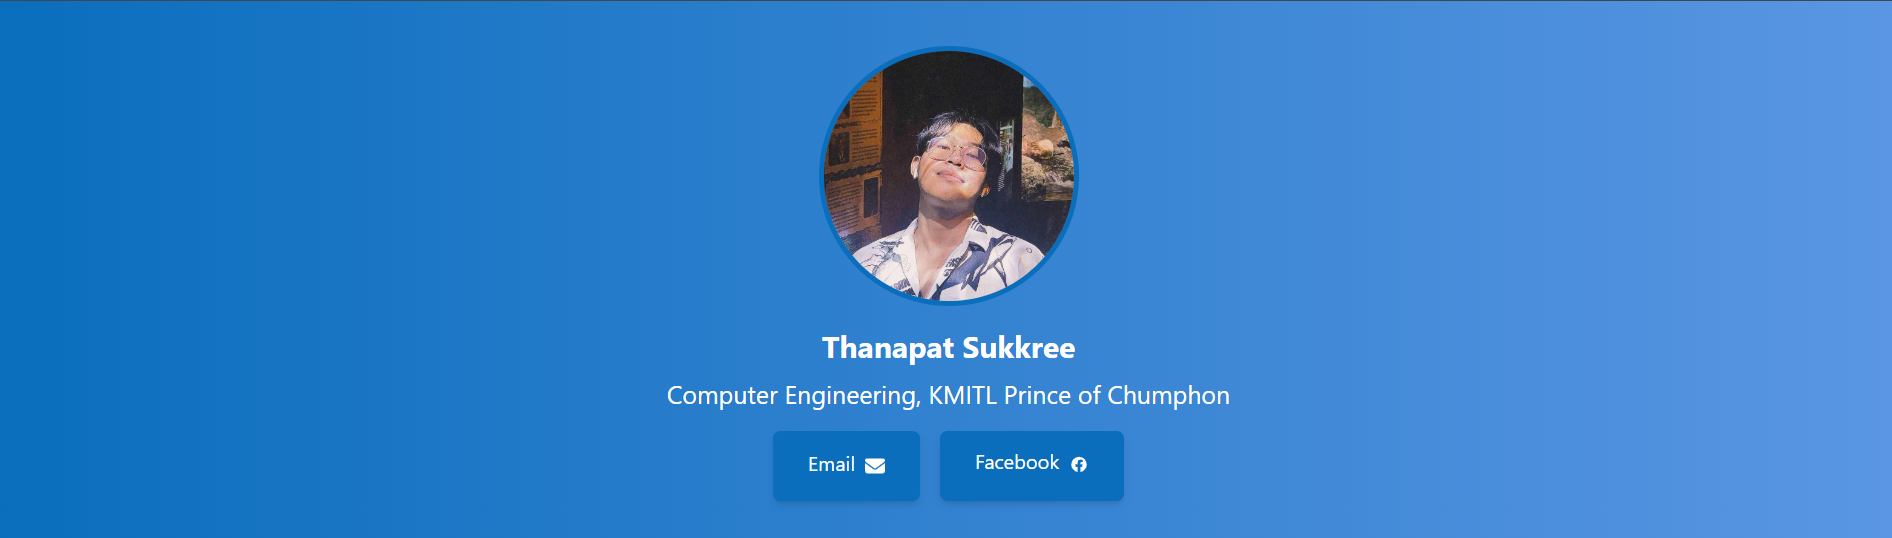 Thanapat Sukkree
Computer Engineering, KMITL Prince of Chumphon
Email
Facebook